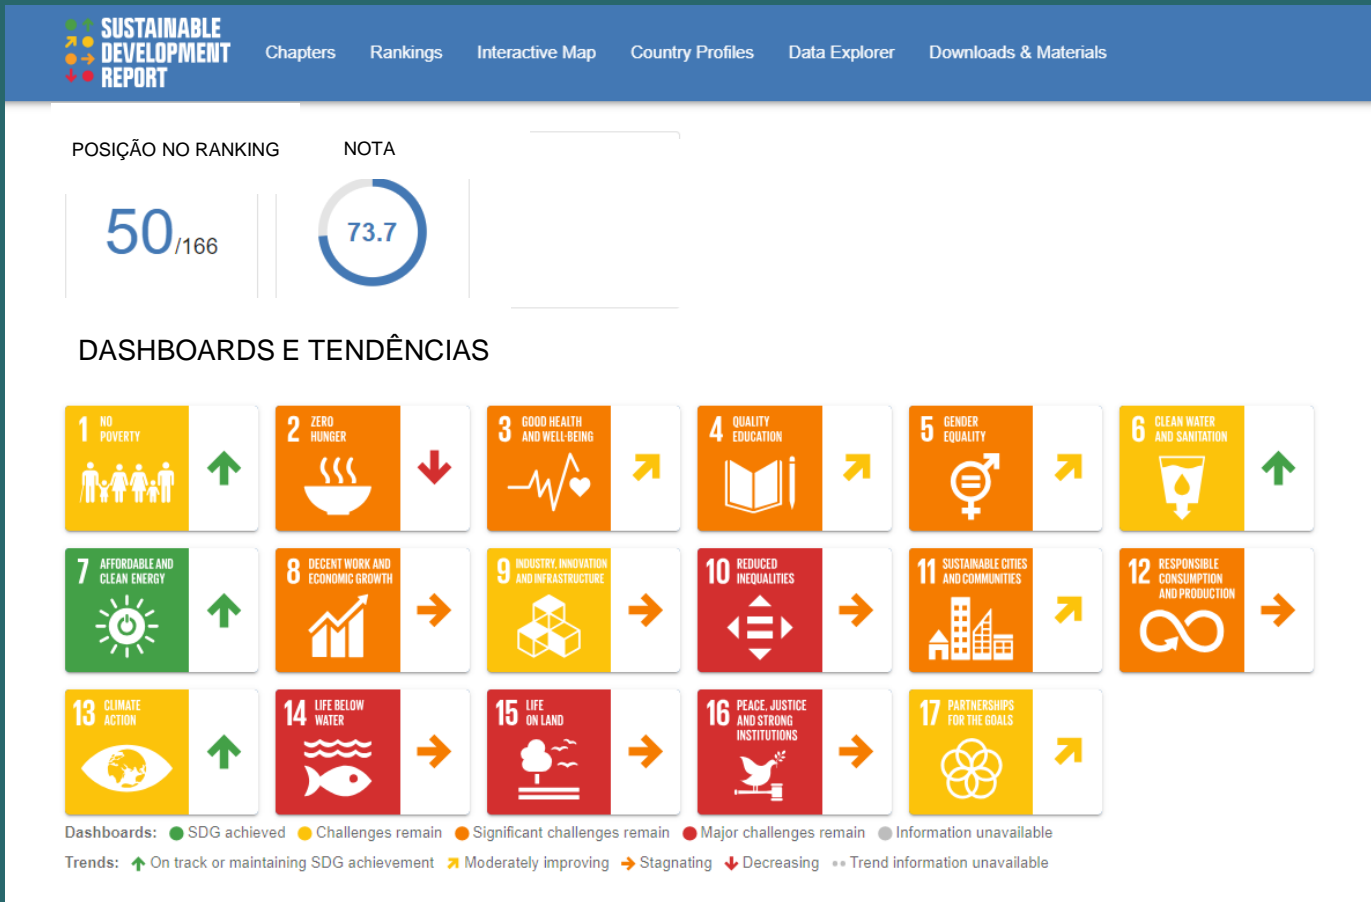 SUSTAINABLE
DEVELOPMENT
REPORT
Chapters Rankings Interactive Map Country Profiles Data Explorer Downloads & Materials
POSIÇÃO NO RANKING NOTA
50/166 73.7
DASHBOARDS E TENDÊNCIAS
1 NO
POVERTY
2 ZERO
HUNGER
3 GOOD HEALTH
AND WELL-BEING
4 QUALITY
EDUCATION
5 GENDER
EQUALITY
6 CLEAN WATER
AND SANITATION
7 AFFORDABLE AND
CLEAN ENERGY
8 DECENT WORK AND
ECONOMIC GROWTH
9 INDUSTRY, INNOVATION
AND INFRASTRUCTURE
10 REDUCED
INEQUALITIES
11 SUSTAINABLE CITIES
AND COMMUNITIES
12 RESPONSIBLE
CONSUMPTION
AND PRODUCTION
13 CLIMATE
ACTION
14 LIFE BELOW
WATER
15 LIFE
ON LAND
16 PEACE, JUSTICE
AND STRONG
INSTITUTIONS
17 PARTNERSHIPS
FOR THE GOALS
Dashboards: SDG achieved Challenges remain Significant challenges remain Major challenges remain Information unavailable
Trends: On track or maintaining SDG achievement Moderately improving Stagnating Decreasing Trend information unavailable